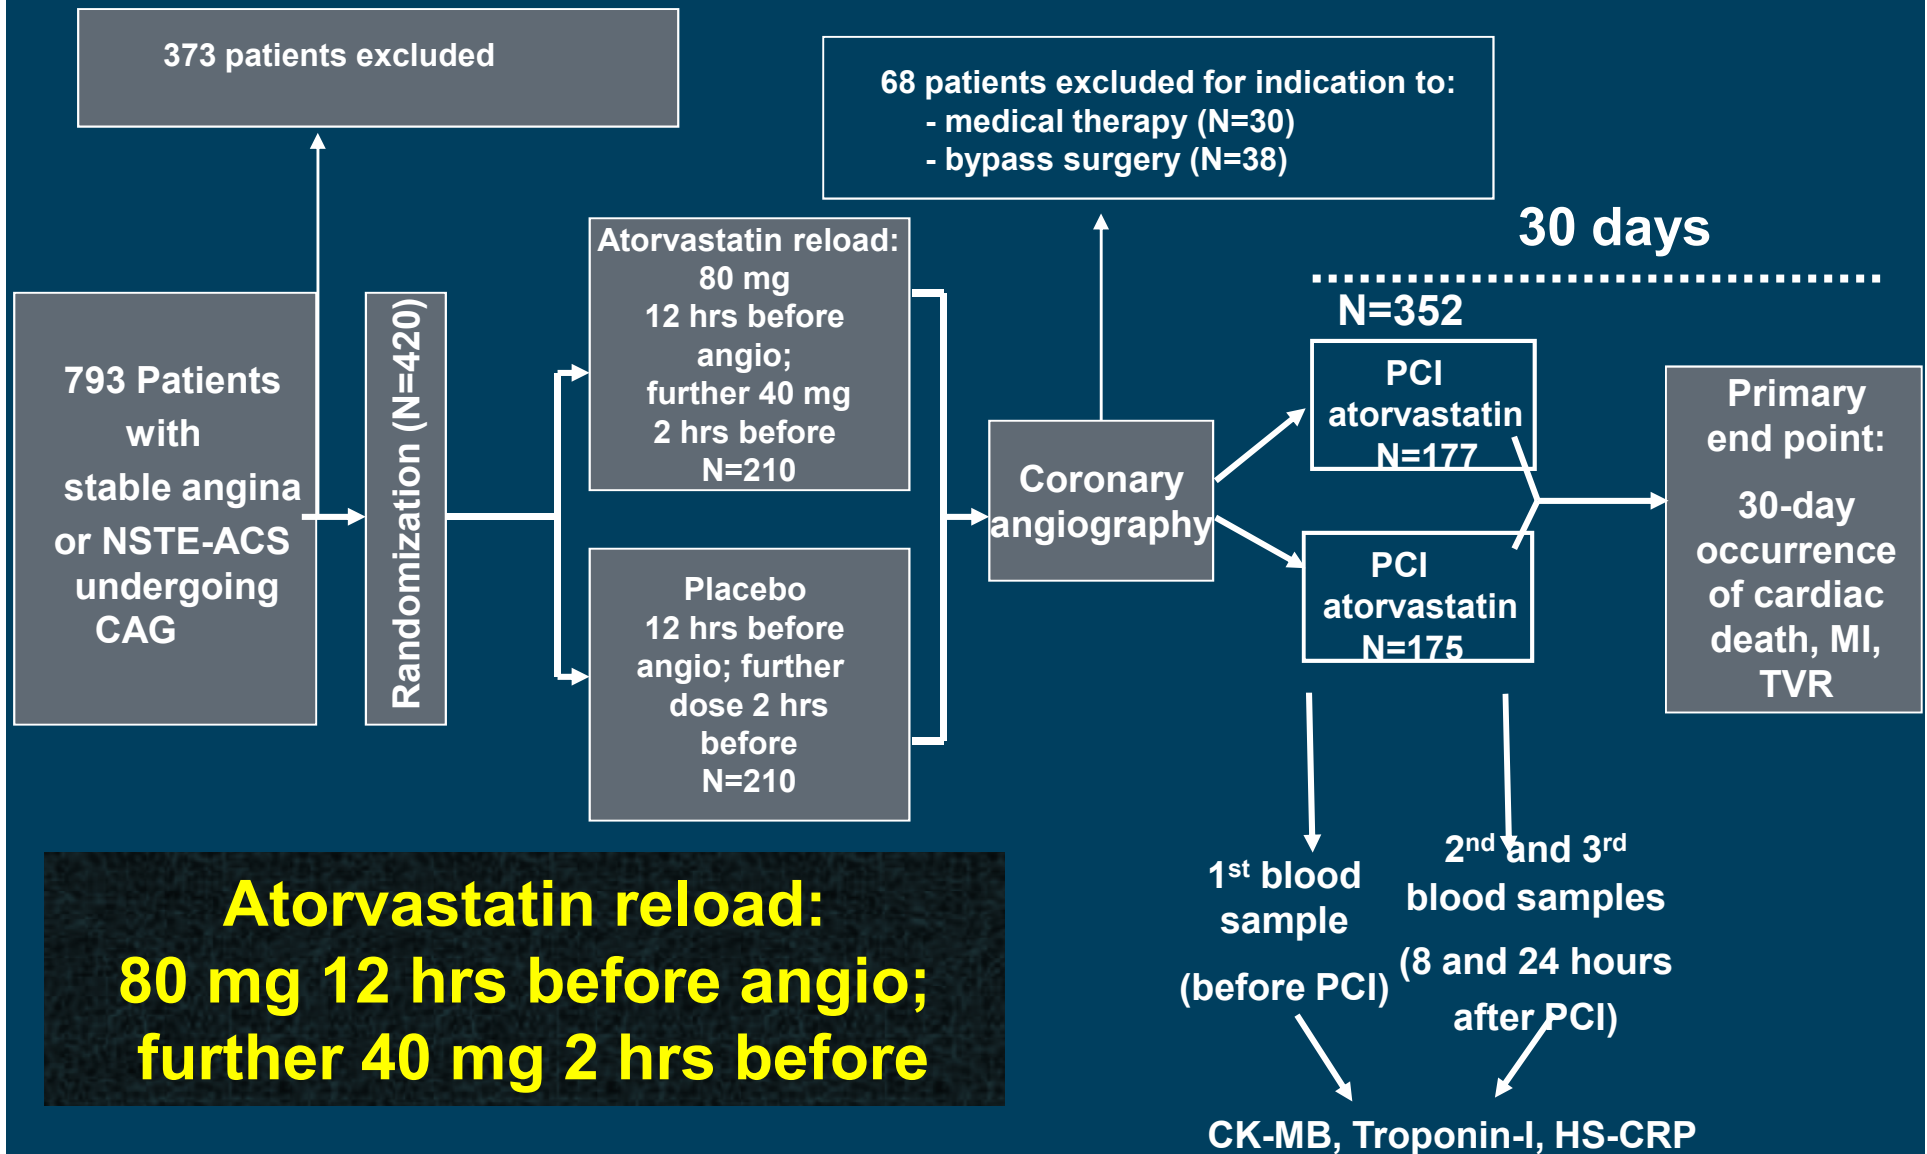 373 patients excluded
68 patients excluded for indication to:
- medical therapy (N=30)
- bypass surgery (N=38)
30 days
793 Patients
with
stable angina
or NSTE-ACS
undergoing
CAG
Randomization (N=420)
Atorvastatin reload:
80 mg
12 hrs before
angio;
further 40 mg
2 hrs before
N=210
Placebo
12 hrs before
angio; further
dose 2 hrs
before
N=210
Coronary
angiography
N=352
PCI
atorvastatin
N=177
PCI
atorvastatin
N=175
Primary
end point:
30-day
occurrence
of cardiac
death, MI,
TVR
1st blood
sample
(before PCI)
2nd and 3rd
blood samples
(8 and 24 hours
after PCI)
CK-MB, Troponin-I, HS-CRP
Atorvastatin reload:
80 mg 12 hrs before angio;
further 40 mg 2 hrs before